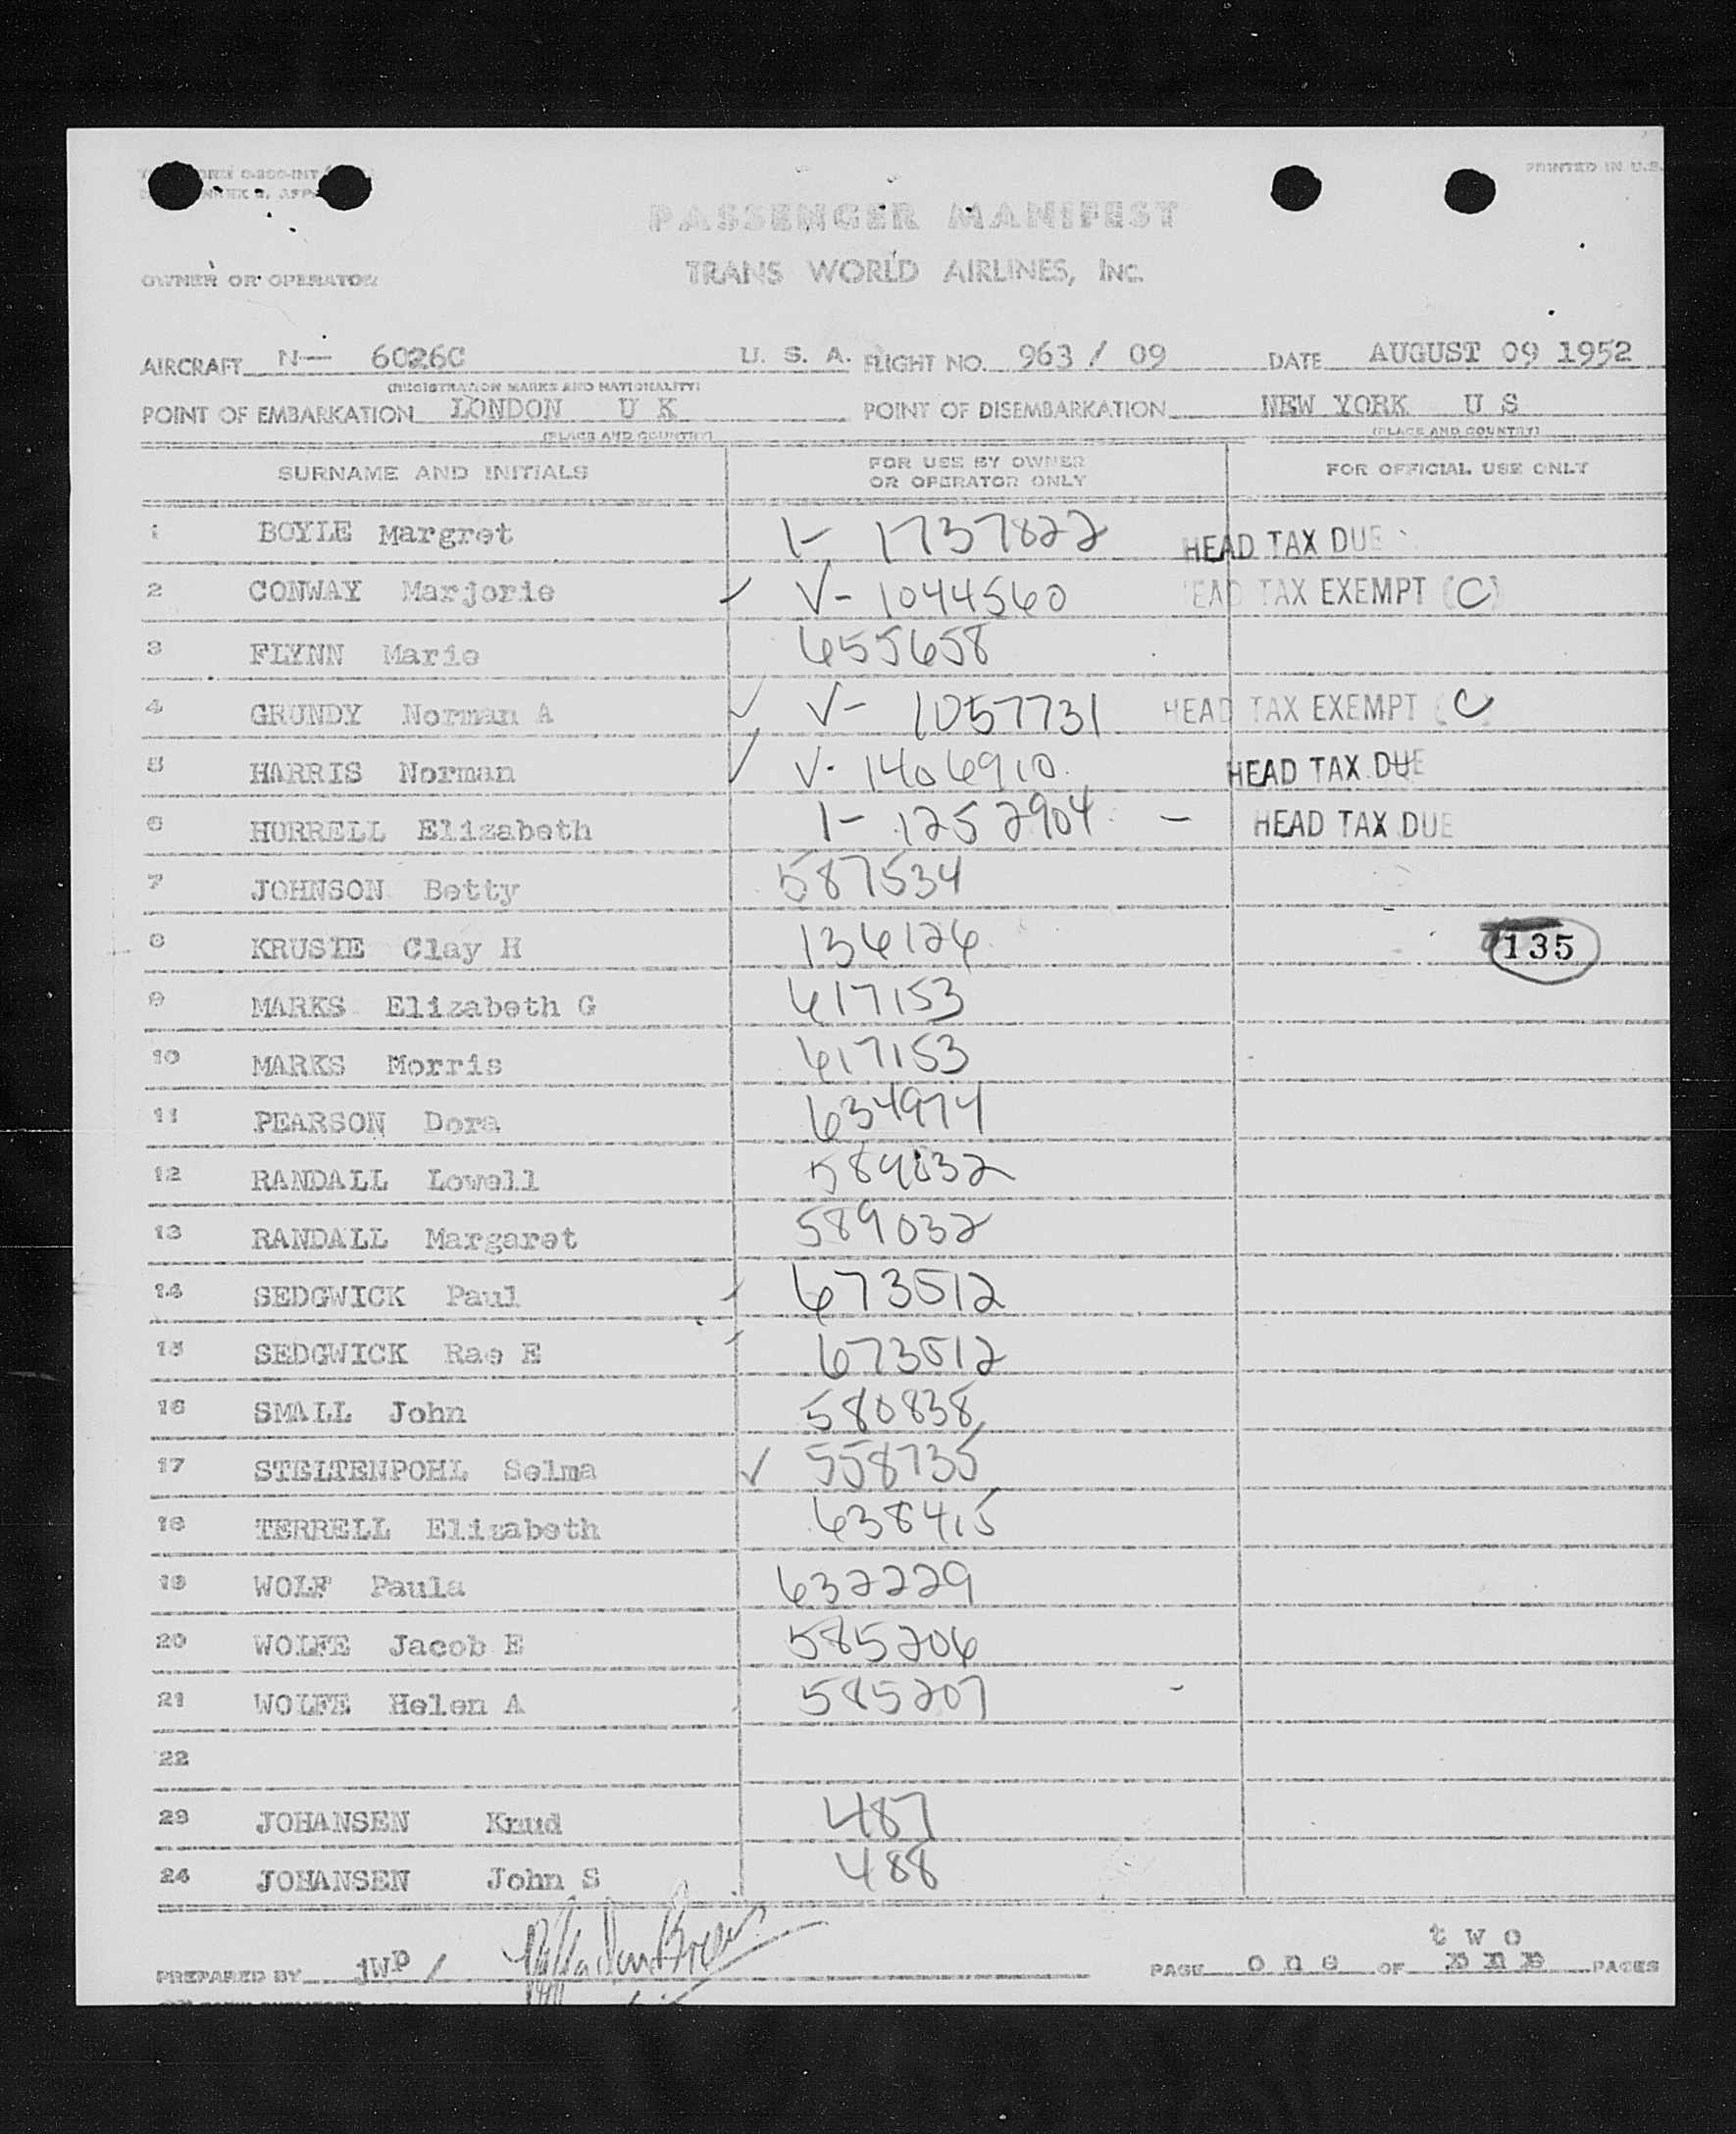 PRINTED IN U.S.
PASSENGER MANIFEST
OWNER OR OPERATOR TRANS WORLD AIRLINES, INC.
AIRCRAFT N— 6026C U. S. A. FLIGHT NO. 963 / 09 DATE AUGUST 09 1952
(REGISTRATION MARKS AND NATIONALITY)
POINT OF EMBARKATION LONDON U K POINT OF DISEMBARKATION NEW YORK U S
(PLACE AND COUNTRY) (PLACE AND COUNTRY)
SURNAME AND INITIALS FOR USE BY OWNER OR OPERATOR ONLY FOR OFFICIAL USE ONLY
1 BOYLE Margret 1- 1737822 HEAD TAX DUE
2 CONWAY Marjorie ✓ V- 1044560 HEAD TAX EXEMPT (C)
3 FLYNN Marie 655658
4 GRUNDY Norman A ✓ V- 1057731 HEAD TAX EXEMPT (C
5 HARRIS Norman ✓ V- 1406910 HEAD TAX DUE
6 HORRELL Elizabeth 1- 1252904 – HEAD TAX DUE
7 JOHNSON Betty 587534
8 KRUSIE Clay H 136126 135
9 MARKS Elizabeth G 617153
10 MARKS Morris 617153
11 PEARSON Dora 634974
12 RANDALL Lowell 589032
13 RANDALL Margaret 589032
14 SEDGWICK Paul 673512
15 SEDGWICK Rae E 673512
16 SMALL John 580838
17 STELTENPOHL Selma ✓ 558735
18 TERRELL Elizabeth 638415
19 WOLF Paula 632229
20 WOLFE Jacob E 585206
21 WOLFE Helen A 585207
22
23 JOHANSEN Knud 487
24 JOHANSEN John S 488
two
PREPARED BY JWP / PAGE one OF PAGES